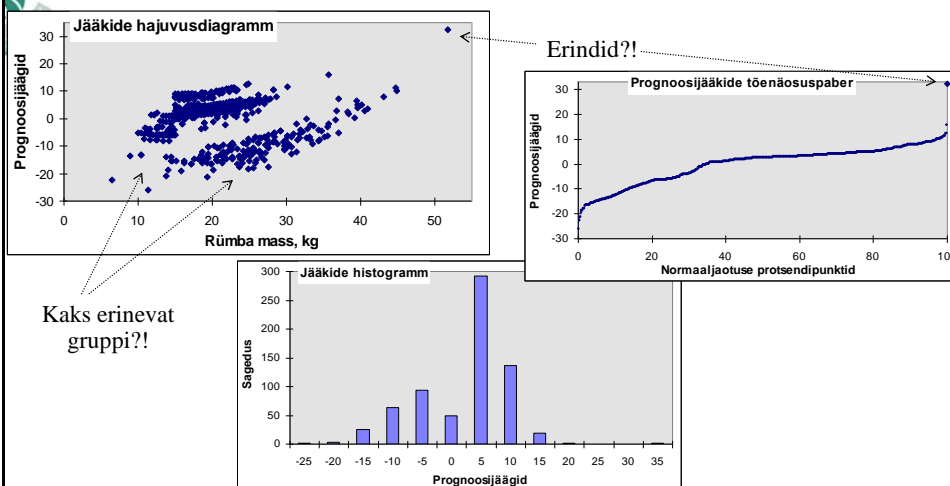 Jääkide hajuvusdiagramm
30
20
10
0
-10
-20
-30
Prognoosijäägid
0 10 20 30 40 50
Rümba mass, kg
Erindid?!
Prognoosijääkide tõenäosuspaber
30
20
10
0
-10
-20
-30
Prognoosijäägid
0 20 40 60 80 100
Normaaljaotuse protsendipunktid
Kaks erinevat
gruppi?!
Jääkide histogramm
300
250
200
150
100
50
0
Sagedus
-25 -20 -15 -10 -5 0 5 10 15 20 25 30 35
Prognoosijäägid